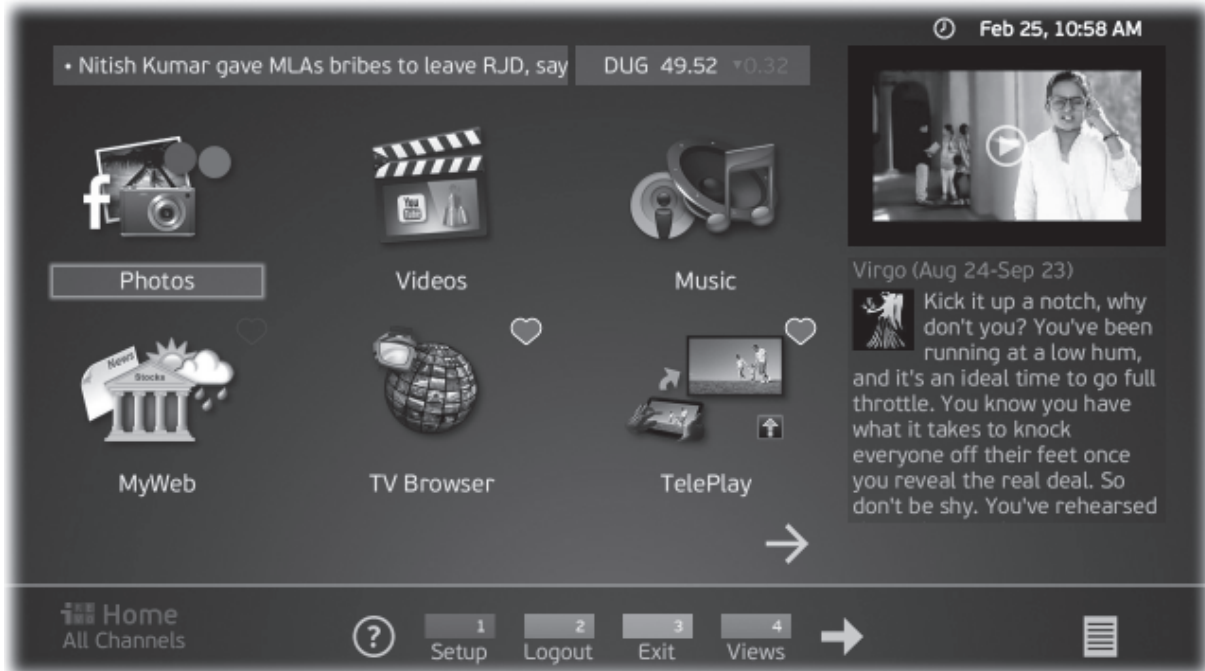 Feb 25, 10:58 AM
• Nitish Kumar gave MLAs bribes to leave RJD, say
DUG 49.52 ▼0.32
f
You
Tube
Photos
Videos
Music
Virgo (Aug 24-Sep 23)
Kick it up a notch, why
don't you? You've been
running at a low hum,
and it's an ideal time to go full
throttle. You know you have
what it takes to knock
everyone off their feet once
you reveal the real deal. So
don't be shy. You've rehearsed
News
Stocks
MyWeb
TV Browser
TelePlay
Home
All Channels
?
1
Setup
2
Logout
3
Exit
4
Views